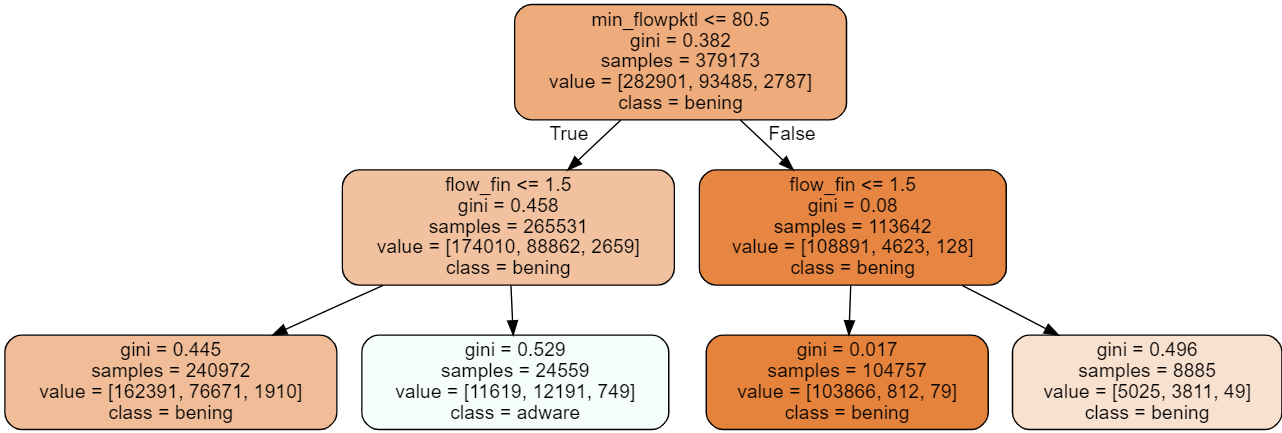 min_flowpktl <= 80.5
gini = 0.382
samples = 379173
value = [282901, 93485, 2787]
class = bening
True
False
flow_fin <= 1.5
gini = 0.458
samples = 265531
value = [174010, 88862, 2659]
class = bening
flow_fin <= 1.5
gini = 0.08
samples = 113642
value = [108891, 4623, 128]
class = bening
gini = 0.445
samples = 240972
value = [162391, 76671, 1910]
class = bening
gini = 0.529
samples = 24559
value = [11619, 12191, 749]
class = adware
gini = 0.017
samples = 104757
value = [103866, 812, 79]
class = bening
gini = 0.496
samples = 8885
value = [5025, 3811, 49]
class = bening